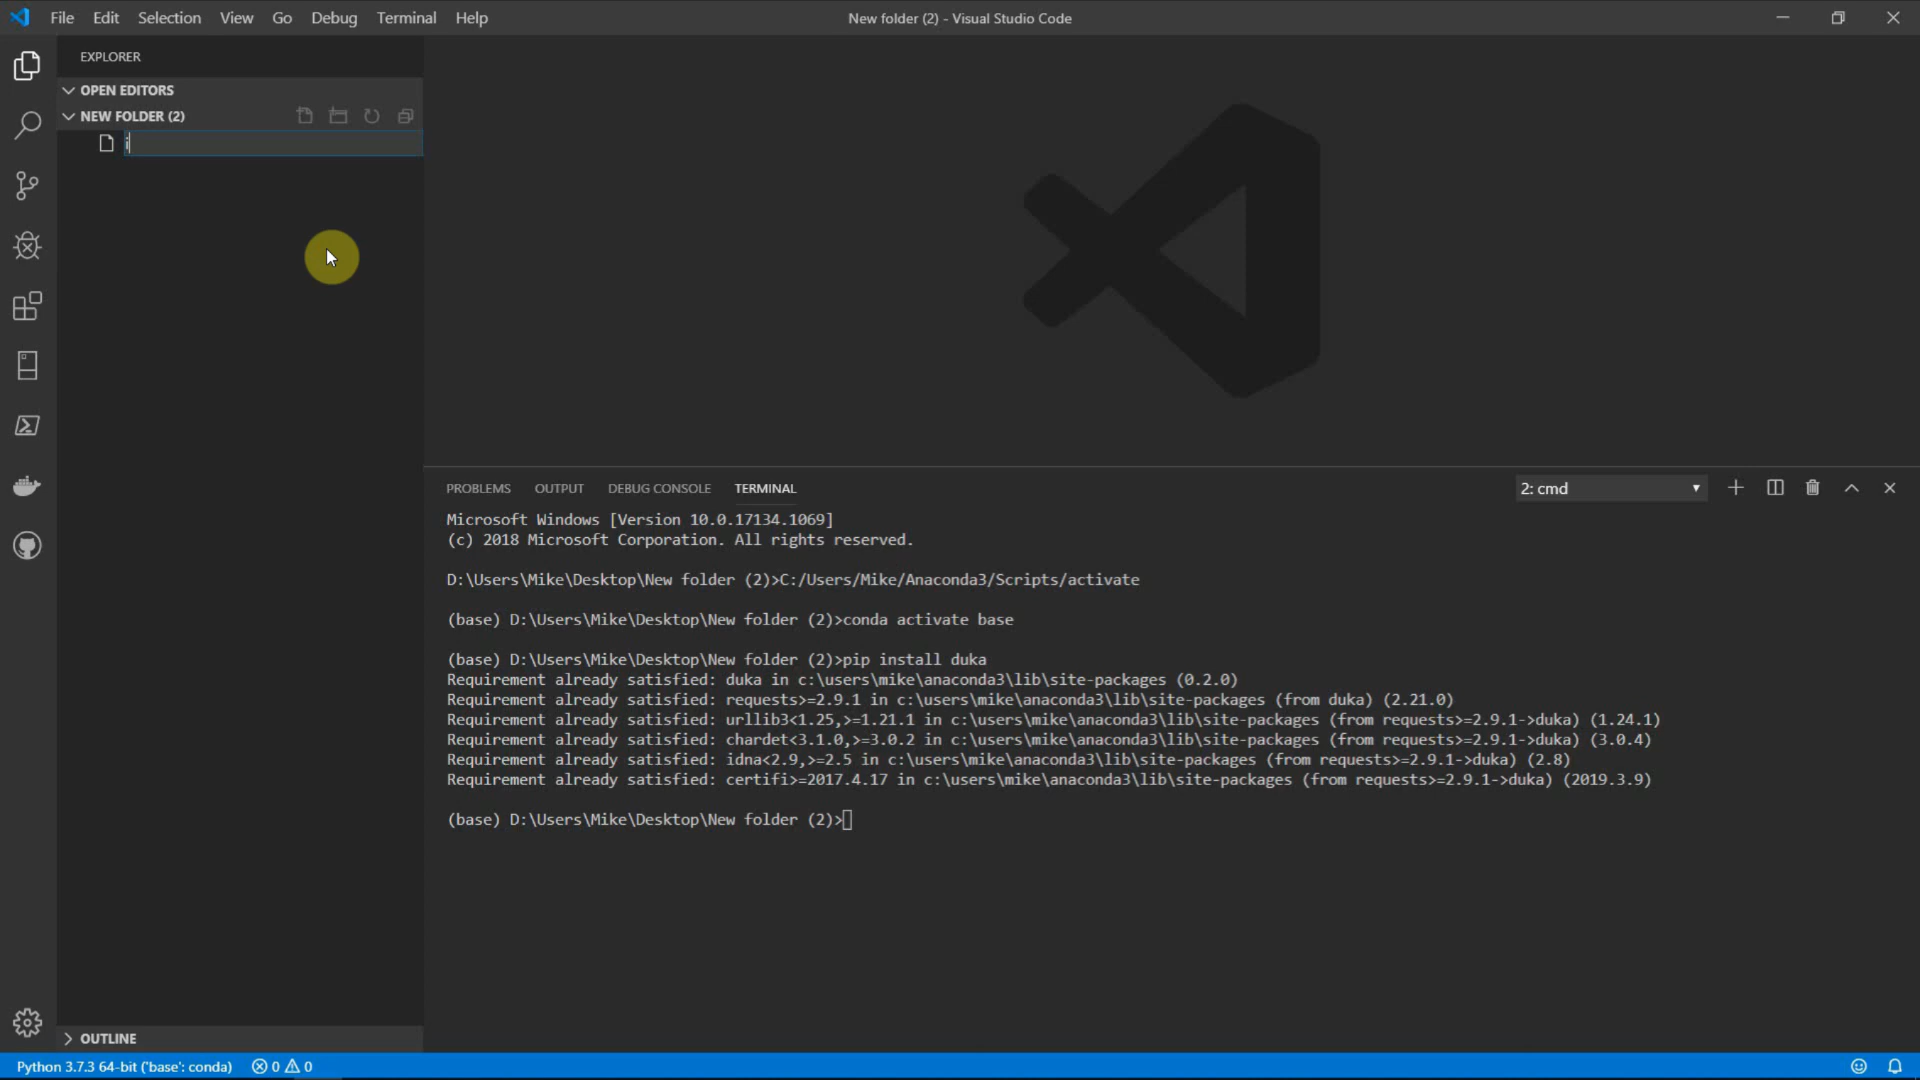 File Edit Selection View Go Debug Terminal Help
New folder (2) - Visual Studio Code
EXPLORER
OPEN EDITORS
NEW FOLDER (2)
i
PROBLEMS OUTPUT DEBUG CONSOLE TERMINAL
2: cmd
Microsoft Windows [Version 10.0.17134.1069]
(c) 2018 Microsoft Corporation. All rights reserved.
D:\Users\Mike\Desktop\New folder (2)>C:/Users/Mike/Anaconda3/Scripts/activate
(base) D:\Users\Mike\Desktop\New folder (2)>conda activate base
(base) D:\Users\Mike\Desktop\New folder (2)>pip install duka
Requirement already satisfied: duka in c:\users\mike\anaconda3\lib\site-packages (0.2.0)
Requirement already satisfied: requests>=2.9.1 in c:\users\mike\anaconda3\lib\site-packages (from duka) (2.21.0)
Requirement already satisfied: urllib3<1.25,>=1.21.1 in c:\users\mike\anaconda3\lib\site-packages (from requests>=2.9.1->duka) (1.24.1)
Requirement already satisfied: chardet<3.1.0,>=3.0.2 in c:\users\mike\anaconda3\lib\site-packages (from requests>=2.9.1->duka) (3.0.4)
Requirement already satisfied: idna<2.9,>=2.5 in c:\users\mike\anaconda3\lib\site-packages (from requests>=2.9.1->duka) (2.8)
Requirement already satisfied: certifi>=2017.4.17 in c:\users\mike\anaconda3\lib\site-packages (from requests>=2.9.1->duka) (2019.3.9)
(base) D:\Users\Mike\Desktop\New folder (2)>
OUTLINE
Python 3.7.3 64-bit ('base': conda) 0 0